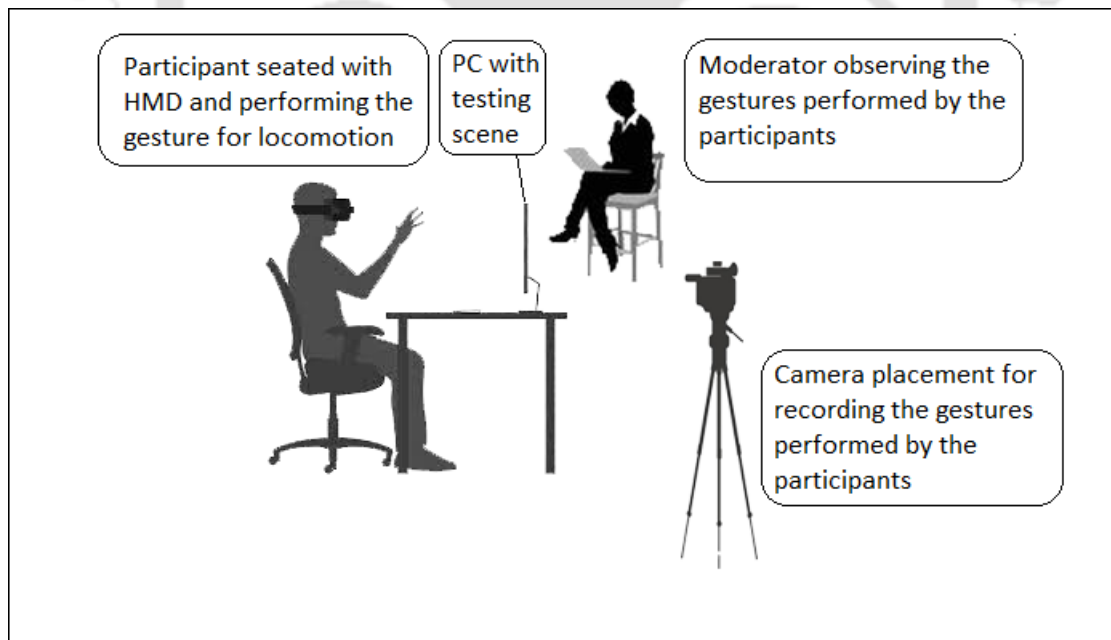 Participant seated with
HMD and performing the
gesture for locomotion
PC with
testing
scene
Moderator observing the
gestures performed by the
participants
Camera placement for
recording the gestures
performed by the
participants